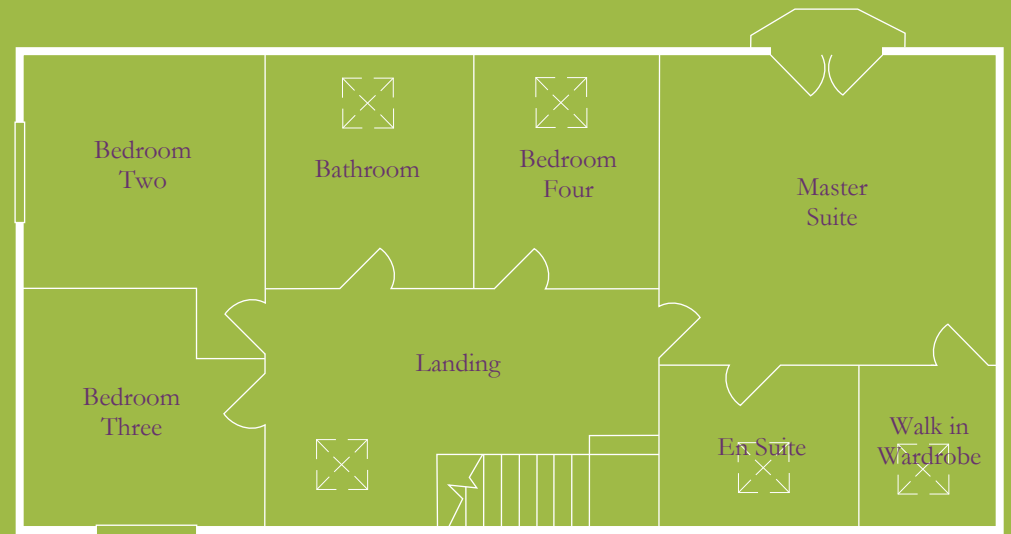 Bedroom
Two
Bathroom
Bedroom
Four
Master
Suite
Landing
Bedroom
Three
En Suite
Walk in
Wardrobe